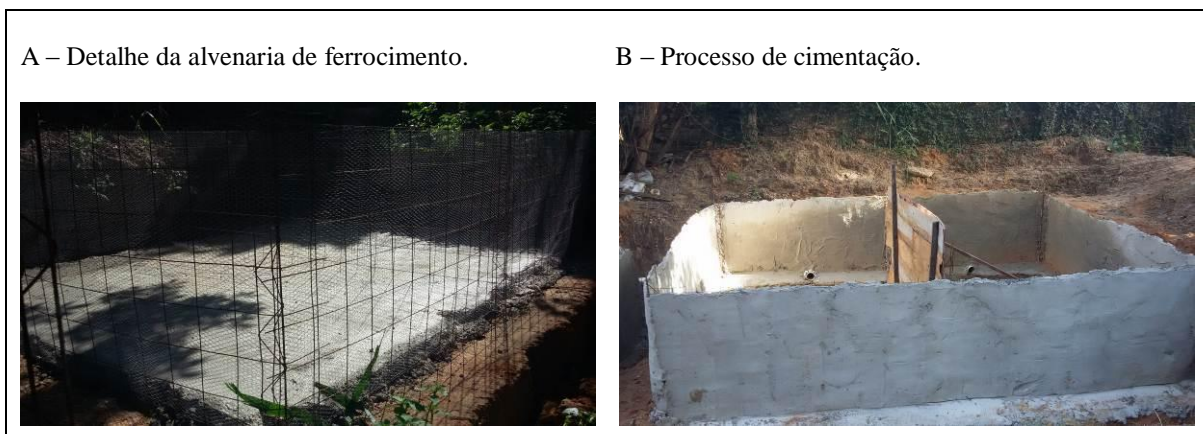 A – Detalhe da alvenaria de ferrocimento. B – Processo de cimentação.